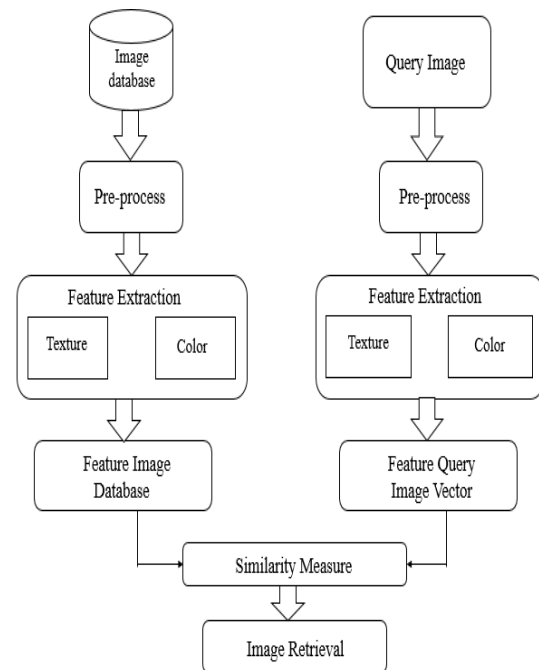 Image
database
Query Image
Pre-process
Pre-process
Feature Extraction
Texture
Color
Feature Extraction
Texture
Color
Feature Image
Database
Feature Query
Image Vector
Similarity Measure
Image Retrieval